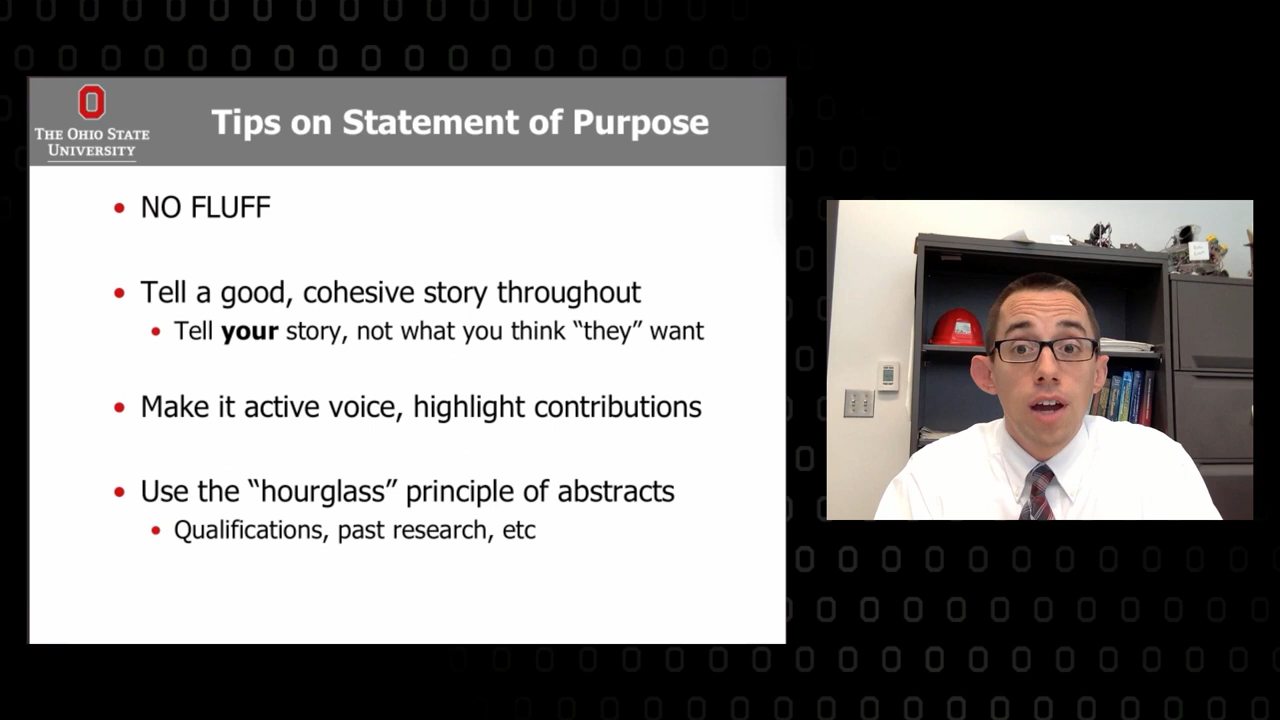 THE OHIO STATE
UNIVERSITY
Tips on Statement of Purpose
• NO FLUFF
• Tell a good, cohesive story throughout
• Tell your story, not what you think “they” want
• Make it active voice, highlight contributions
• Use the “hourglass” principle of abstracts
• Qualifications, past research, etc